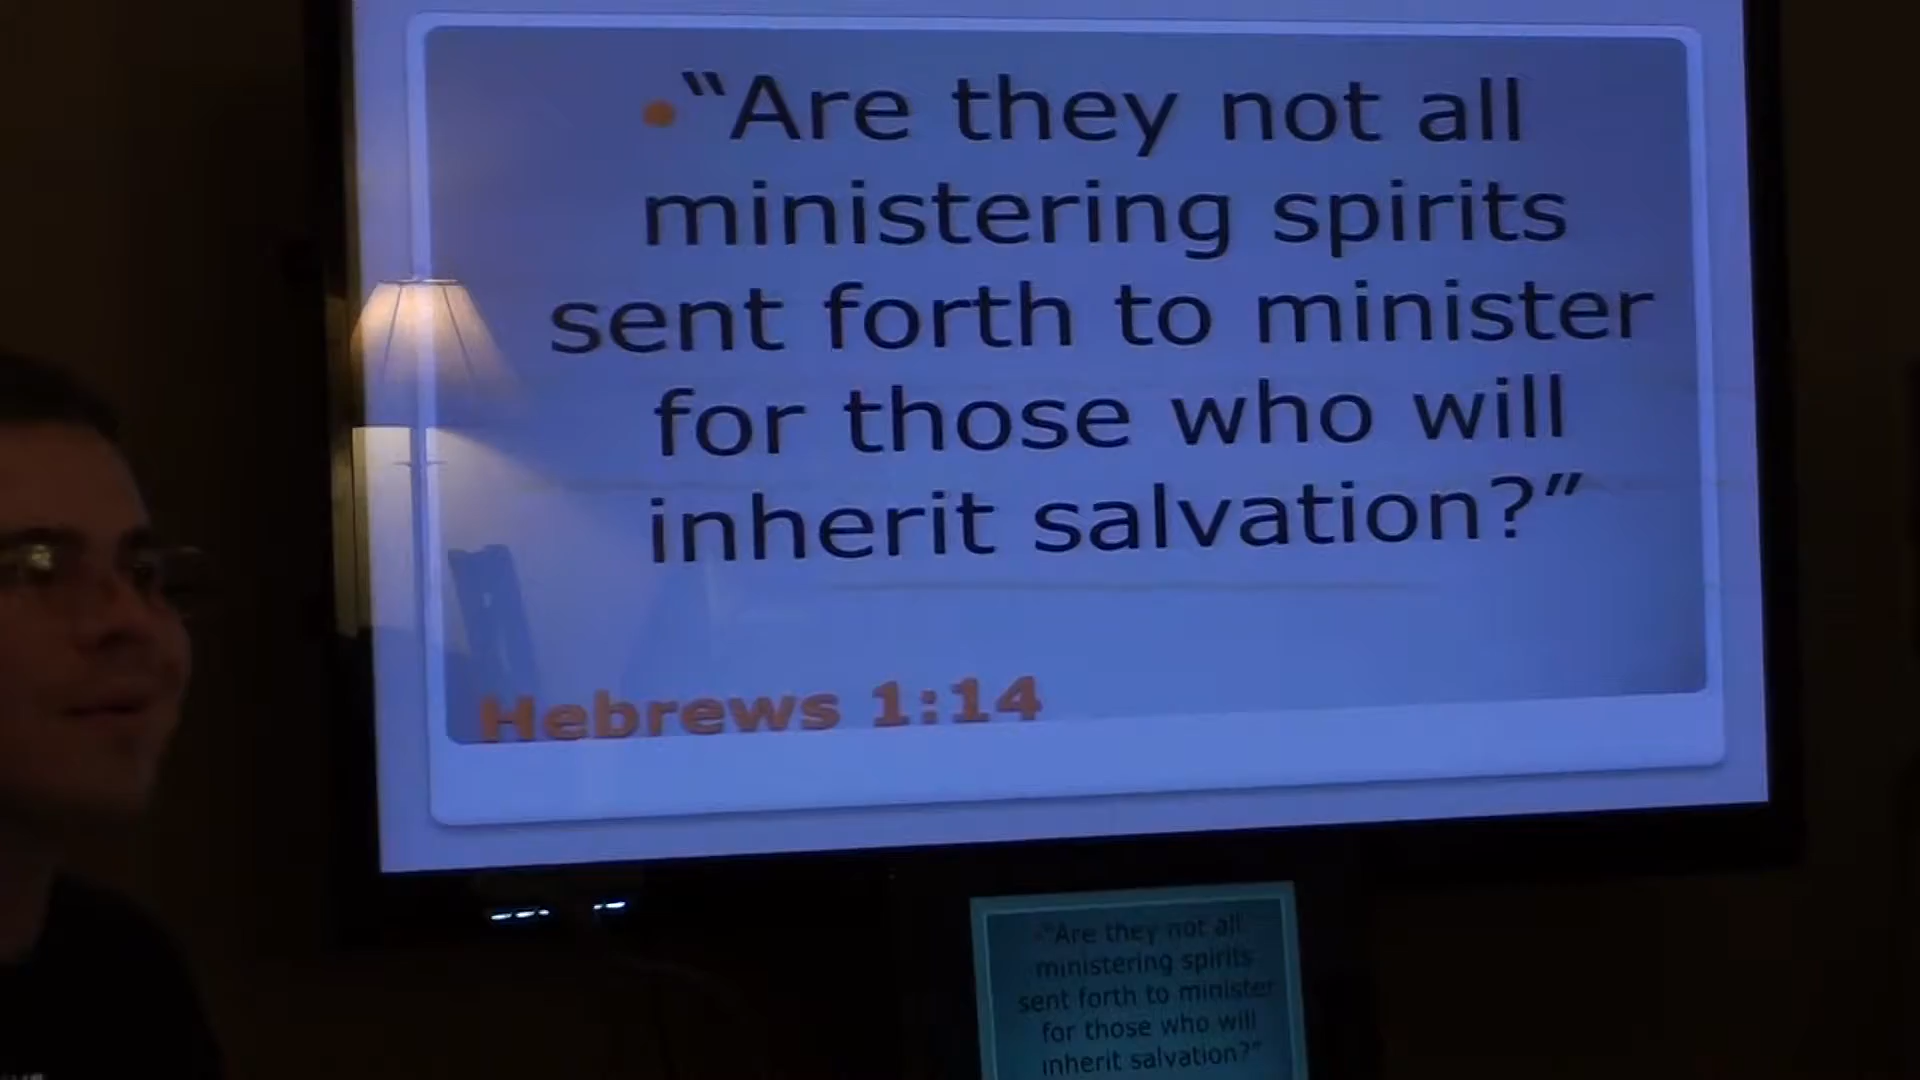 •“Are they not all
ministering spirits
sent forth to minister
for those who will
inherit salvation?”
Hebrews 1:14
•“Are they not all
ministering spirits
sent forth to minister
for those who will
inherit salvation?”